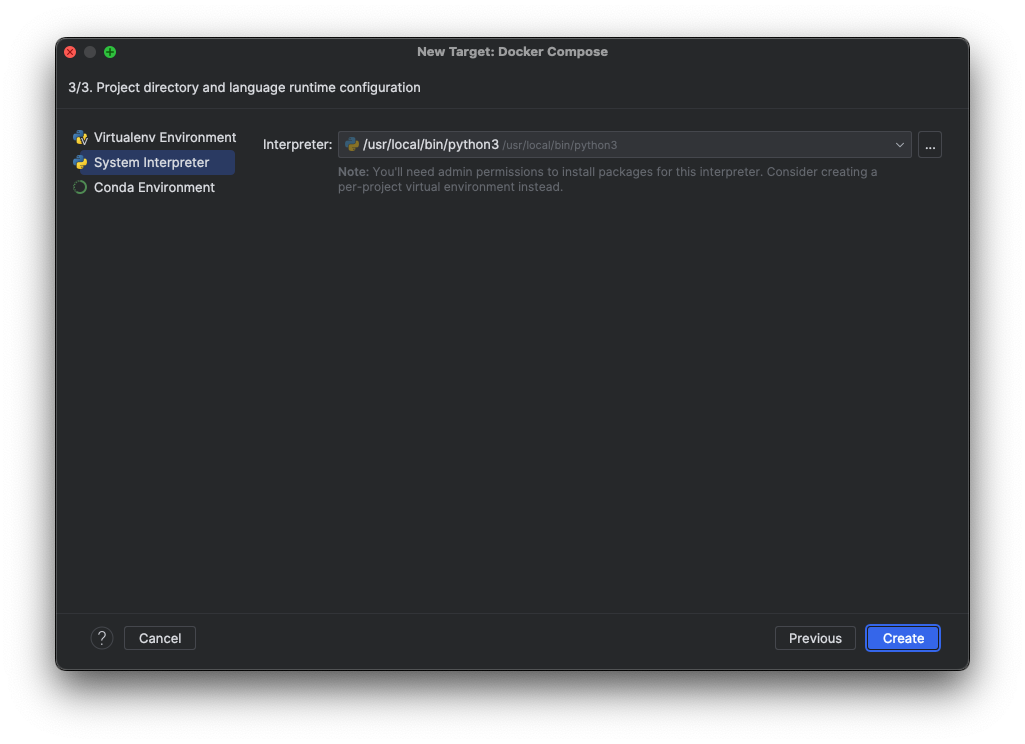 New Target: Docker Compose
3/3. Project directory and language runtime configuration
Virtualenv Environment
System Interpreter
Conda Environment
Interpreter: /usr/local/bin/python3 /usr/local/bin/python3 ...
Note: You'll need admin permissions to install packages for this interpreter. Consider creating a
per-project virtual environment instead.
? Cancel Previous Create